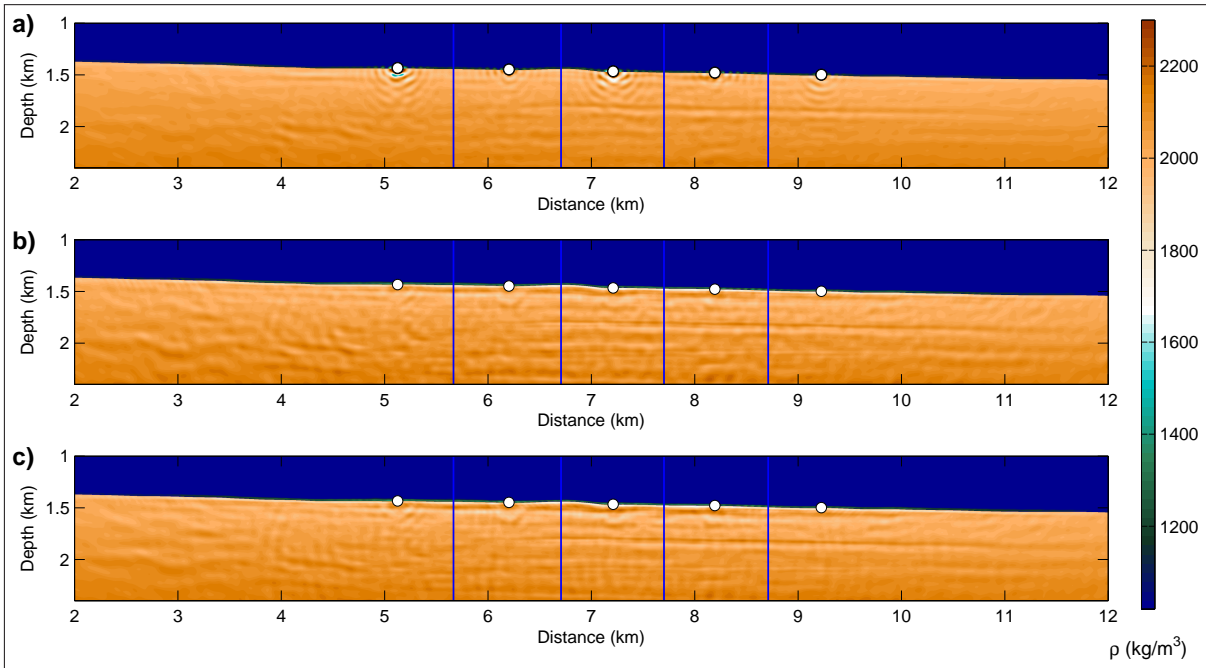 a)
1
1.5
2
Depth (km)
2 3 4 5 6 7 8 9 10 11 12
Distance (km)
b)
1
1.5
2
Depth (km)
2 3 4 5 6 7 8 9 10 11 12
Distance (km)
c)
1
1.5
2
Depth (km)
2 3 4 5 6 7 8 9 10 11 12
Distance (km)
2200
2000
1800
1600
1400
1200
ρ (kg/m³)